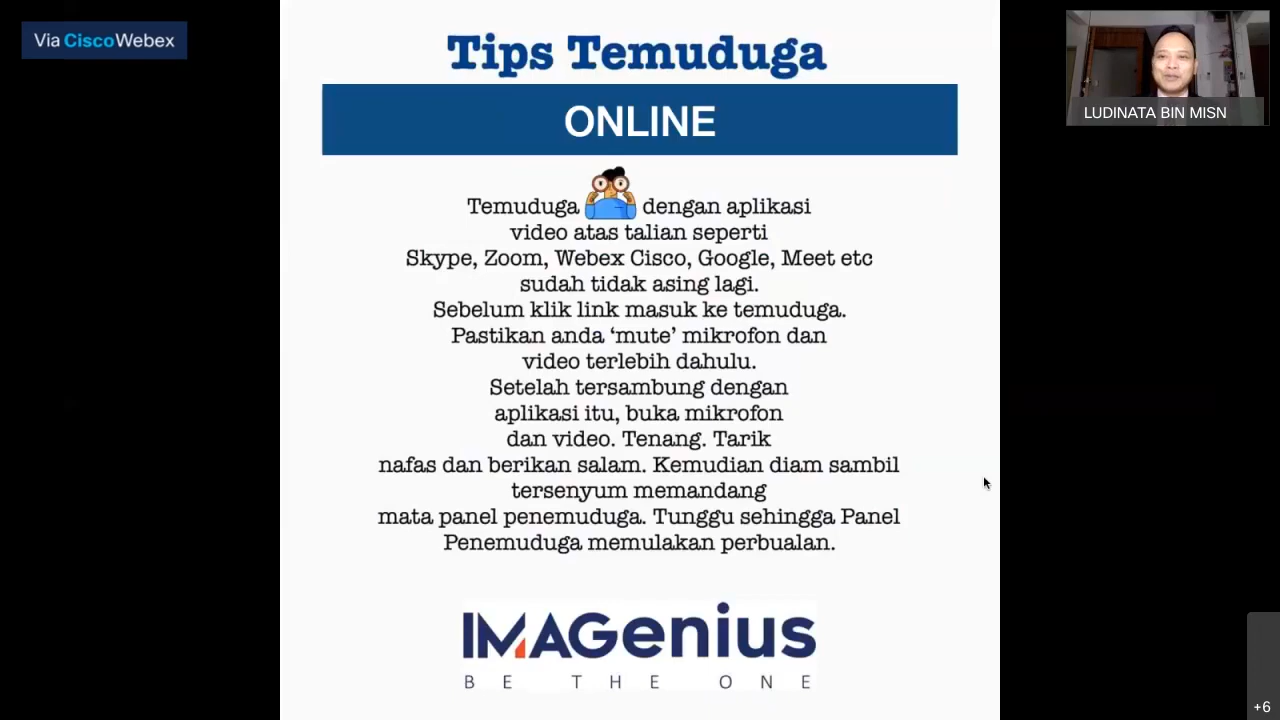 Via Cisco Webex
Tips Temuduga
ONLINE
LUDINATA BIN MISN
Temuduga dengan aplikasi
video atas talian seperti
Skype, Zoom, Webex Cisco, Google, Meet etc
sudah tidak asing lagi.
Sebelum klik link masuk ke temuduga.
Pastikan anda ‘mute’ mikrofon dan
video terlebih dahulu.
Setelah tersambung dengan
aplikasi itu, buka mikrofon
dan video. Tenang. Tarik
nafas dan berikan salam. Kemudian diam sambil
tersenyum memandang
mata panel penemuduga. Tunggu sehingga Panel
Penemuduga memulakan perbualan.
IMAGenius
BE THE ONE
+6